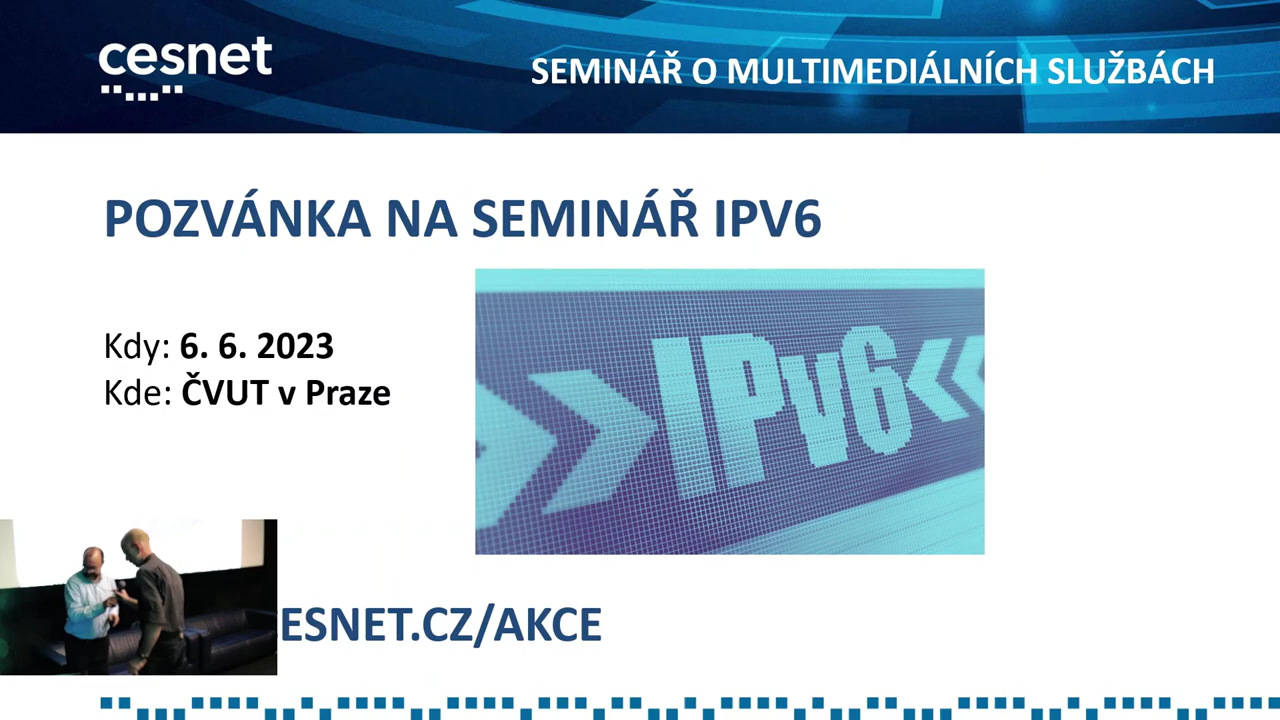 cesnet
SEMINÁŘ O MULTIMEDIÁLNÍCH SLUŽBÁCH
POZVÁNKA NA SEMINÁŘ IPV6
Kdy: 6. 6. 2023
Kde: ČVUT v Praze
IPv6
ESNET.CZ/AKCE